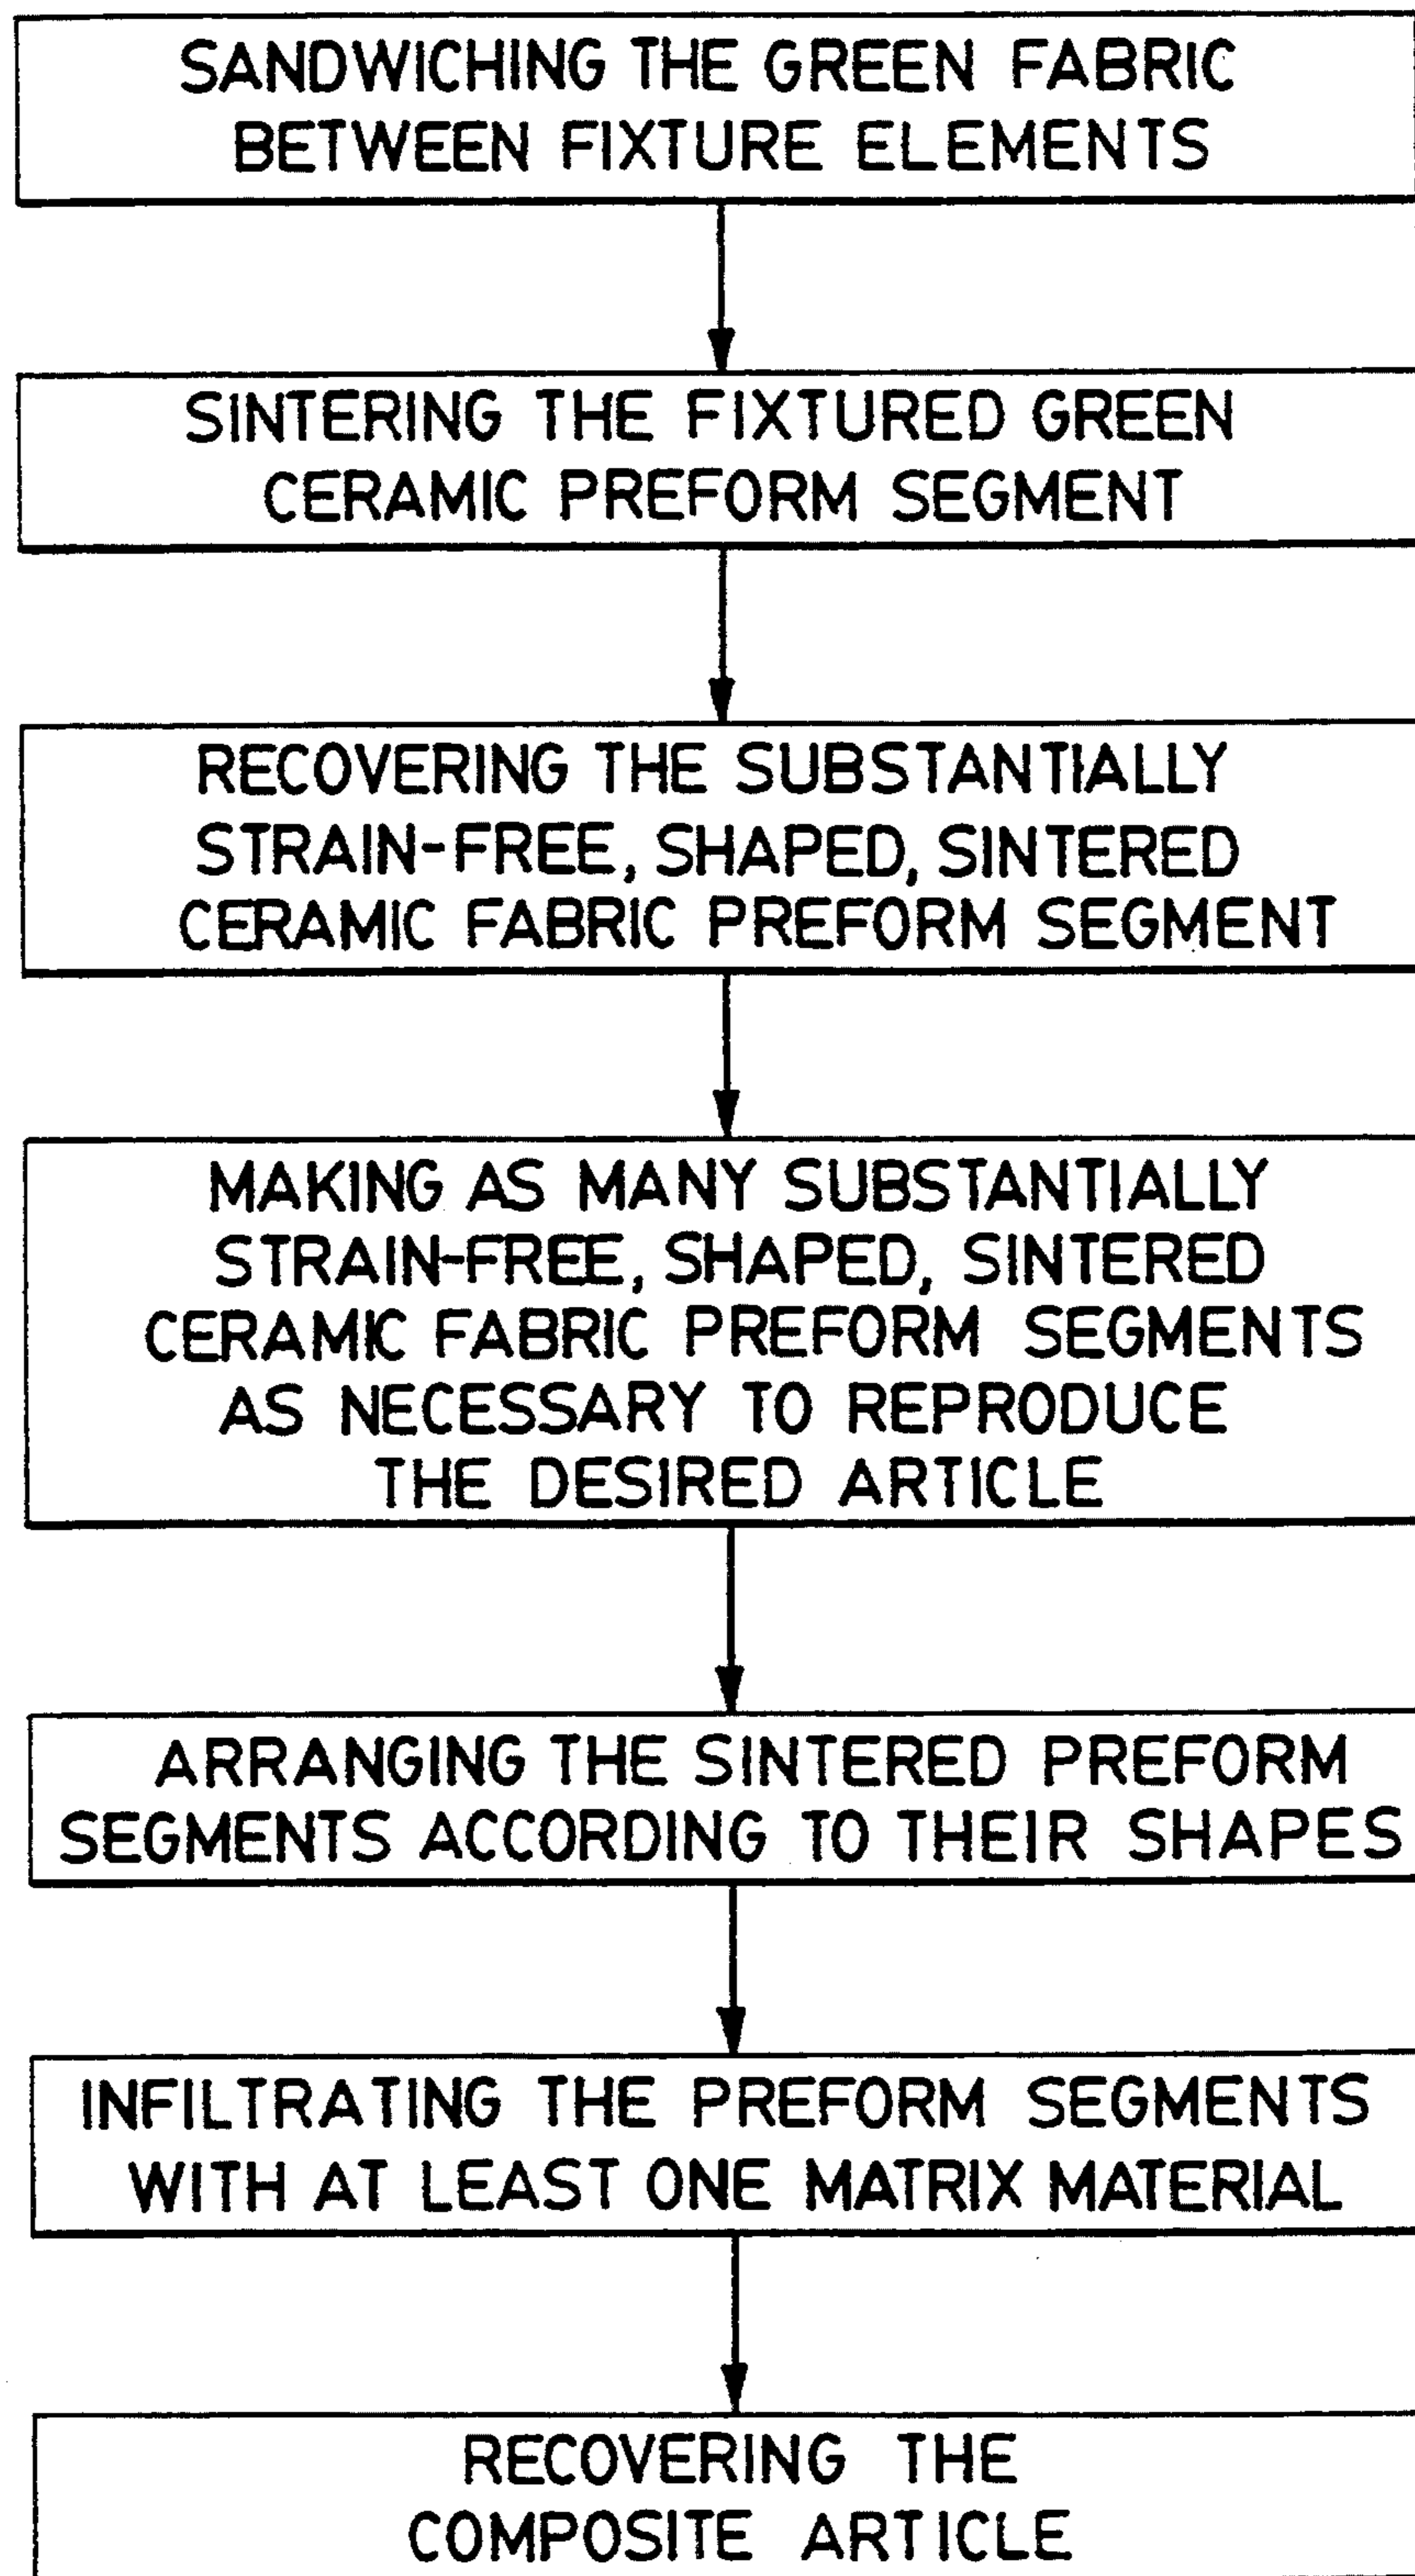 SANDWICHING THE GREEN FABRIC
BETWEEN FIXTURE ELEMENTS
SINTERING THE FIXTURED GREEN
CERAMIC PREFORM SEGMENT
RECOVERING THE SUBSTANTIALLY
STRAIN-FREE, SHAPED, SINTERED
CERAMIC FABRIC PREFORM SEGMENT
MAKING AS MANY SUBSTANTIALLY
STRAIN-FREE, SHAPED, SINTERED
CERAMIC FABRIC PREFORM SEGMENTS
AS NECESSARY TO REPRODUCE
THE DESIRED ARTICLE
ARRANGING THE SINTERED PREFORM
SEGMENTS ACCORDING TO THEIR SHAPES
INFILTRATING THE PREFORM SEGMENTS
WITH AT LEAST ONE MATRIX MATERIAL
RECOVERING THE
COMPOSITE ARTICLE